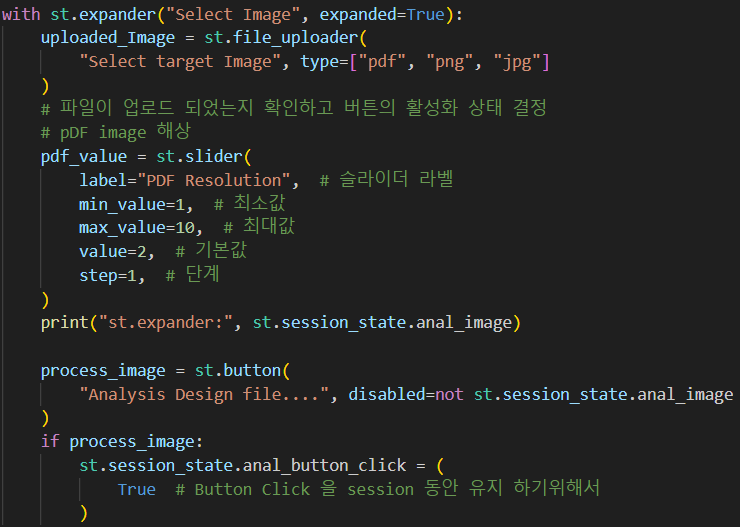 with st.expander("Select Image", expanded=True):
    uploaded_Image = st.file_uploader(
        "Select target Image", type=["pdf", "png", "jpg"]
    )
    # 파일이 업로드 되었는지 확인하고 버튼의 활성화 상태 결정
    # pDF image 해상
    pdf_value = st.slider(
        label="PDF Resolution",  # 슬라이더 라벨
        min_value=1,  # 최소값
        max_value=10,  # 최대값
        value=2,  # 기본값
        step=1,  # 단계
    )
    print("st.expander:", st.session_state.anal_image)
    process_image = st.button(
        "Analysis Design file....", disabled=not st.session_state.anal_image
    )
    if process_image:
        st.session_state.anal_button_click = (
            True  # Button Click 을 session 동안 유지 하기위해서
        )